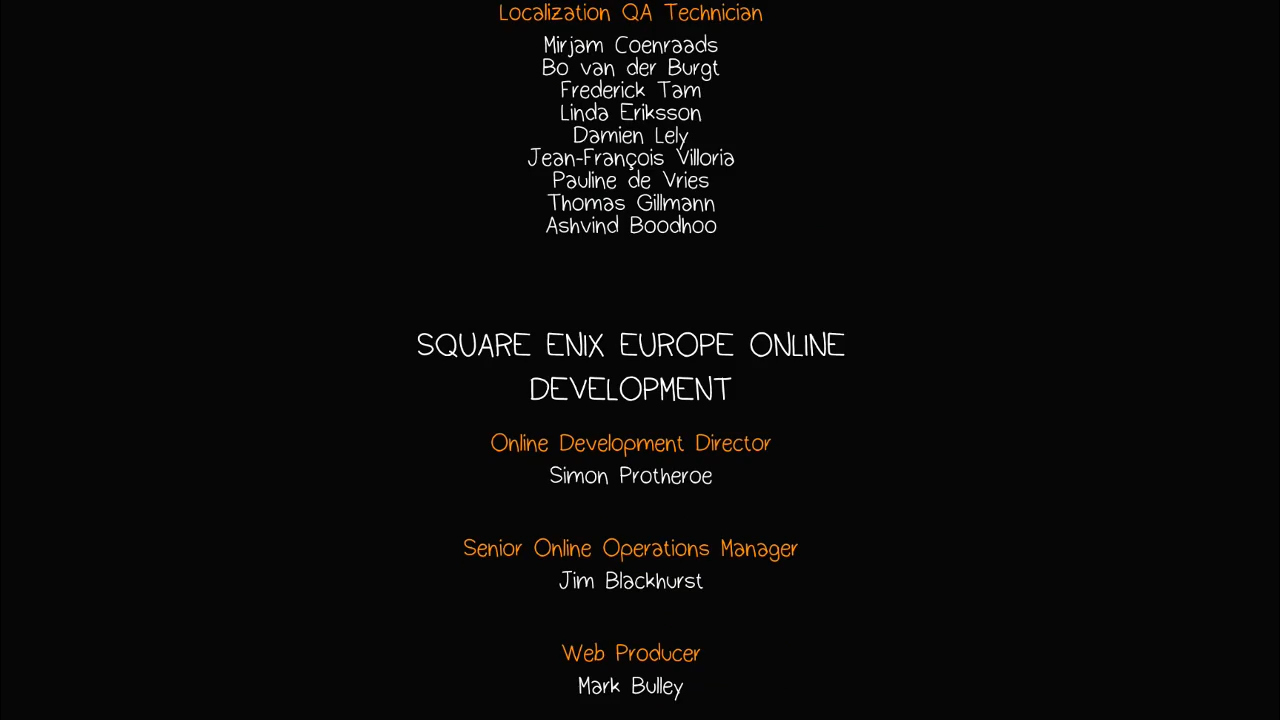 Localization QA Technician
Mirjam Coenraads
Bo van der Burgt
Frederick Tam
Linda Eriksson
Damien Lely
Jean-François Villoria
Pauline de Vries
Thomas Gillmann
Ashvind Boodhoo
SQUARE ENIX EUROPE ONLINE
DEVELOPMENT
Online Development Director
Simon Protheroe
Senior Online Operations Manager
Jim Blackhurst
Web Producer
Mark Bulley